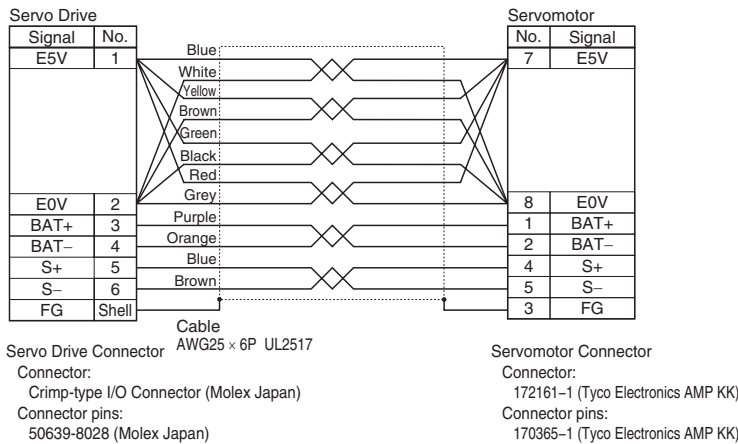 Servo Drive
Servomotor
Signal No.
No. Signal
E5V 1
Blue
7 E5V
White
Yellow
Brown
Green
Black
Red
Grey
E0V 2
8 E0V
Purple
BAT+ 3
1 BAT+
Orange
BAT− 4
2 BAT−
Blue
S+ 5
4 S+
Brown
S− 6
5 S−
FG Shell
3 FG
Cable
AWG25 × 6P UL2517
Servo Drive Connector
Connector:
Crimp-type I/O Connector (Molex Japan)
Connector pins:
50639-8028 (Molex Japan)
Servomotor Connector
Connector:
172161−1 (Tyco Electronics AMP KK)
Connector pins:
170365−1 (Tyco Electronics AMP KK)